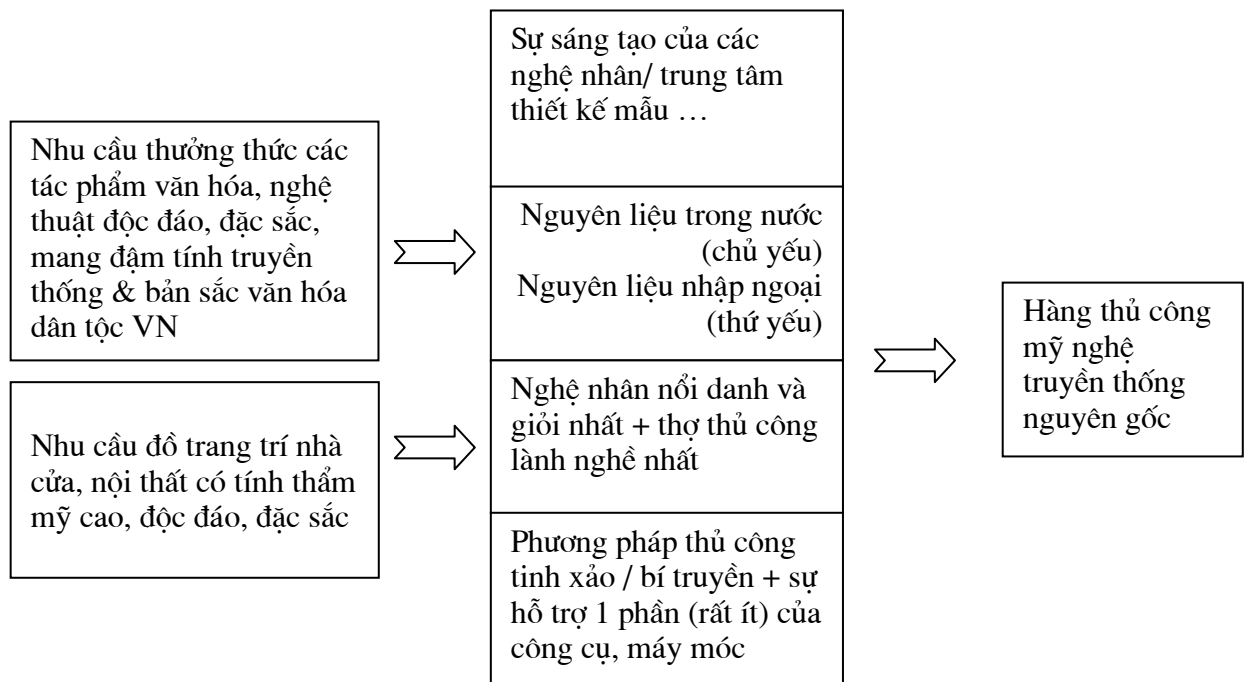 Nhu cầu thưởng thức các
tác phẩm văn hóa, nghệ
thuật độc đáo, đặc sắc,
mang đậm tính truyền
thống & bản sắc văn hóa
dân tộc VN
Nhu cầu đồ trang trí nhà
cửa, nội thất có tính thẩm
mỹ cao, độc đáo, đặc sắc
Sự sáng tạo của các
nghệ nhân/ trung tâm
thiết kế mẫu …
Nguyên liệu trong nước
(chủ yếu)
Nguyên liệu nhập ngoại
(thứ yếu)
Nghệ nhân nổi danh và
giỏi nhất + thợ thủ công
lành nghề nhất
Phương pháp thủ công
tinh xảo / bí truyền + sự
hỗ trợ 1 phần (rất ít) của
công cụ, máy móc
Hàng thủ công
mỹ nghệ
truyền thống
nguyên gốc